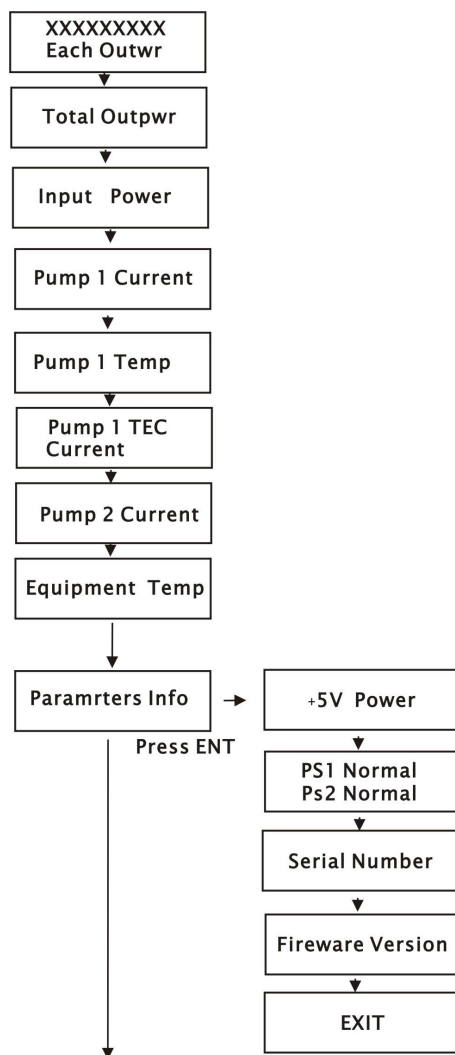 XXXXXXXXX
Each Outwr
Total Outpwr
Input Power
Pump 1 Current
Pump 1 Temp
Pump 1 TEC
Current
Pump 2 Current
Equipment Temp
Paramrters Info
Press ENT
+5V Power
PS1 Normal
Ps2 Normal
Serial Number
Fireware Version
EXIT